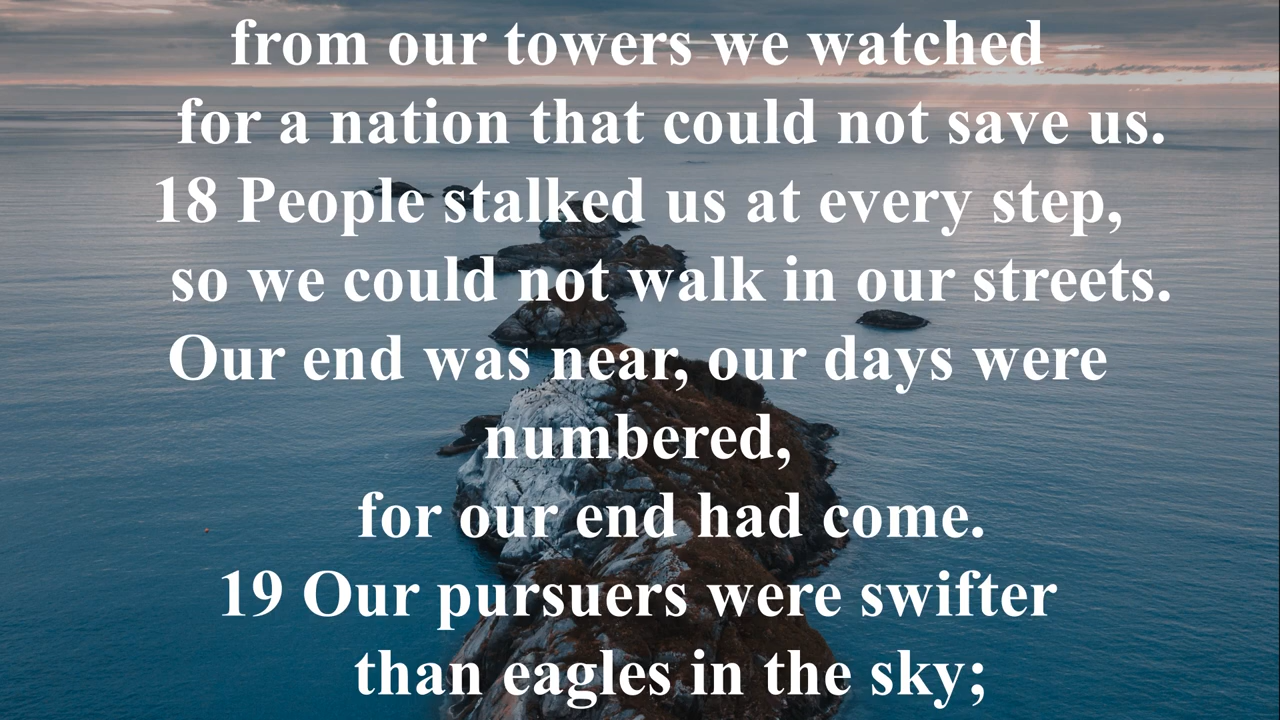 from our towers we watched
for a nation that could not save us.
18 People stalked us at every step,
so we could not walk in our streets.
Our end was near, our days were
numbered,
for our end had come.
19 Our pursuers were swifter
than eagles in the sky;